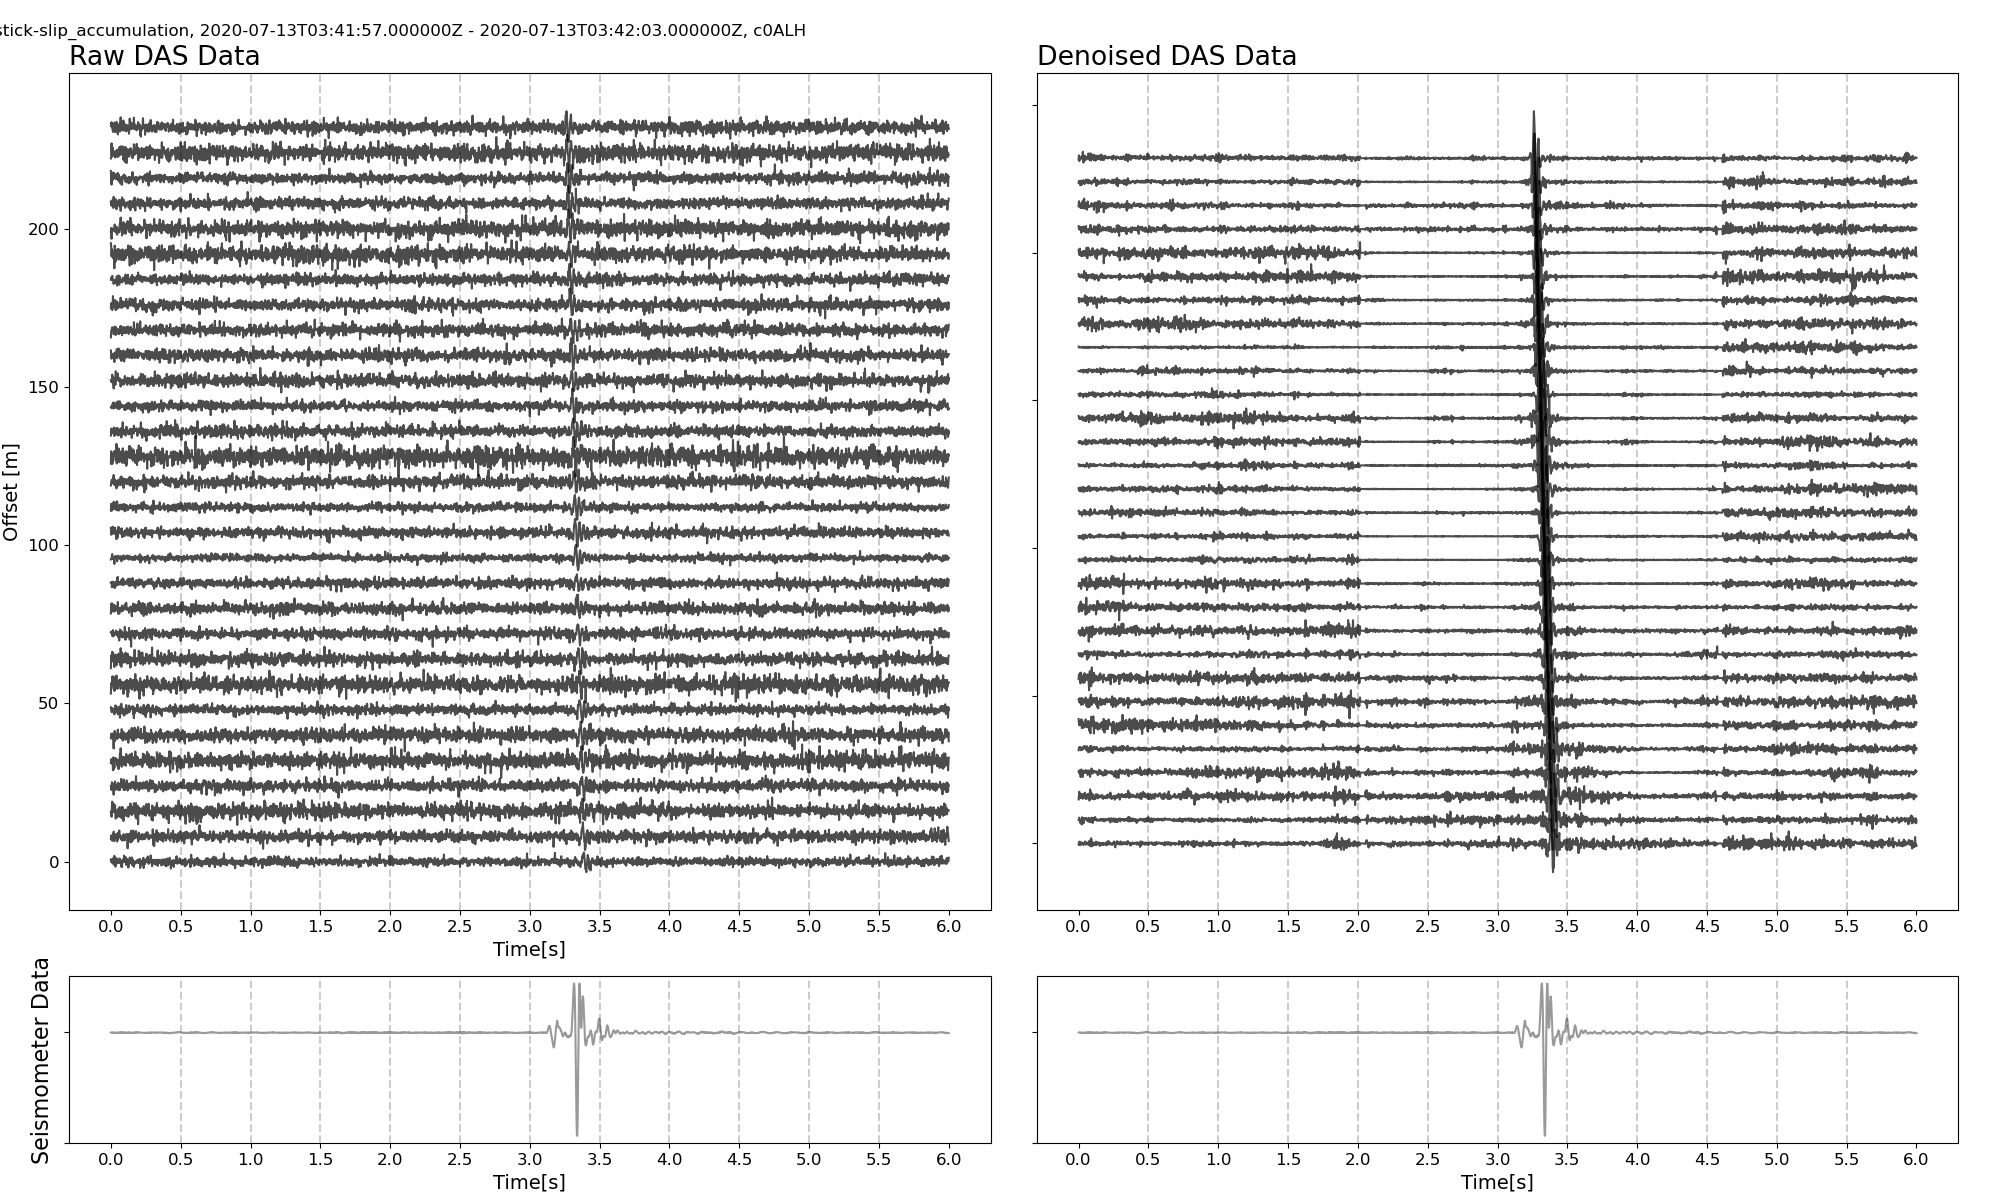 stick-slip_accumulation, 2020-07-13T03:41:57.000000Z - 2020-07-13T03:42:03.000000Z, c0ALH
Raw DAS Data
Denoised DAS Data
Offset [m]
200
150
100
50
0
0.0 0.5 1.0 1.5 2.0 2.5 3.0 3.5 4.0 4.5 5.0 5.5 6.0
Time[s]
0.0 0.5 1.0 1.5 2.0 2.5 3.0 3.5 4.0 4.5 5.0 5.5 6.0
Seismometer Data
0.0 0.5 1.0 1.5 2.0 2.5 3.0 3.5 4.0 4.5 5.0 5.5 6.0
Time[s]
0.0 0.5 1.0 1.5 2.0 2.5 3.0 3.5 4.0 4.5 5.0 5.5 6.0
Time[s]